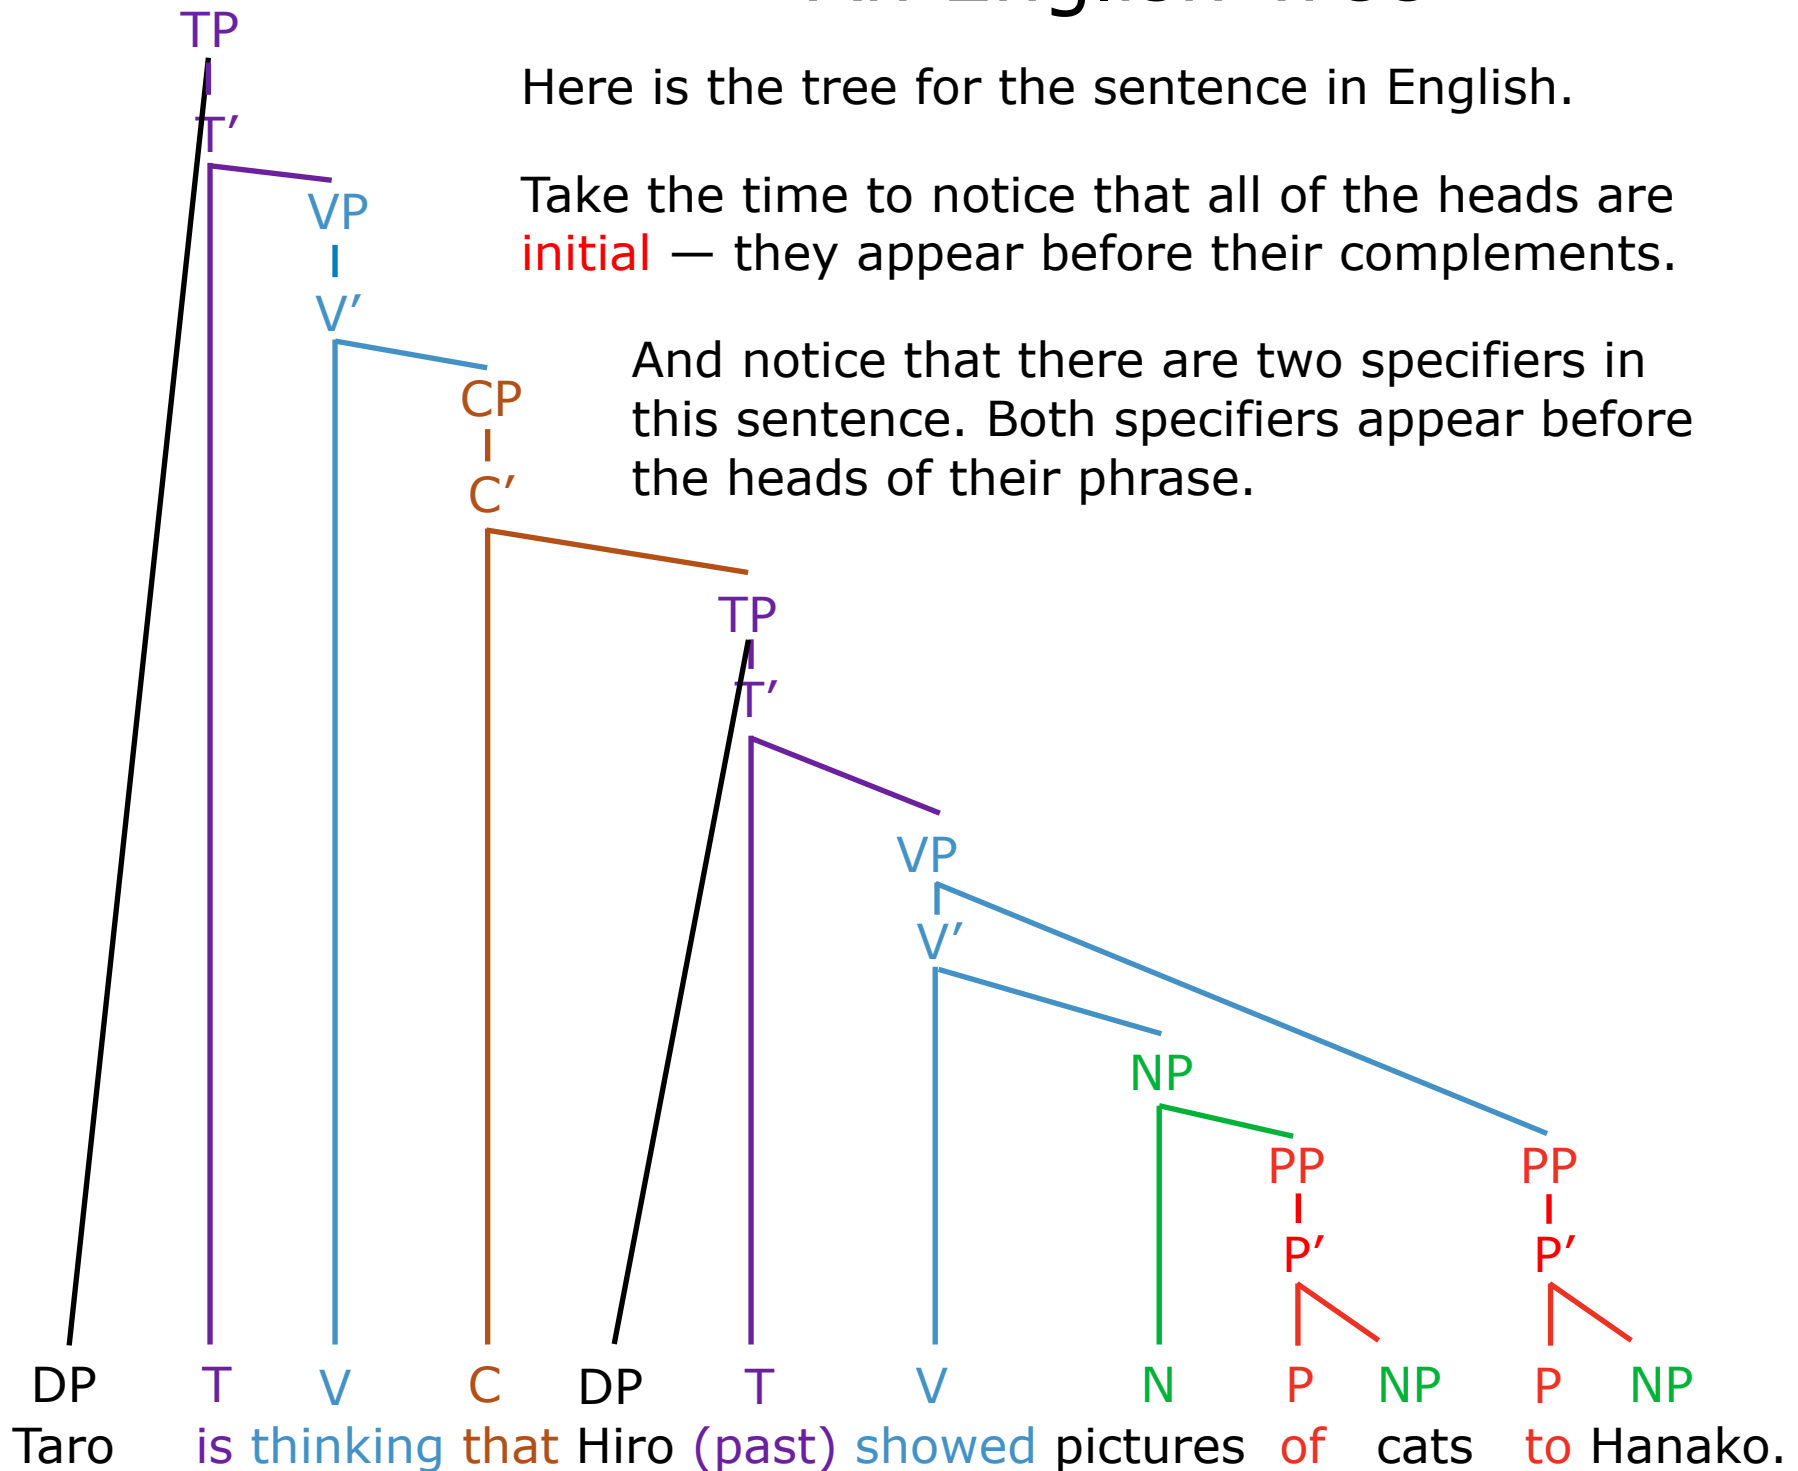 TP
Here is the tree for the sentence in English.
T′
Take the time to notice that all of the heads are
VP
initial — they appear before their complements.
V′
And notice that there are two specifiers in
CP
this sentence. Both specifiers appear before
C′
the heads of their phrase.
TP
T′
VP
V′
NP
PP PP
P′ P′
DP T V C DP T V N P NP P NP
Taro is thinking that Hiro (past) showed pictures of cats to Hanako.